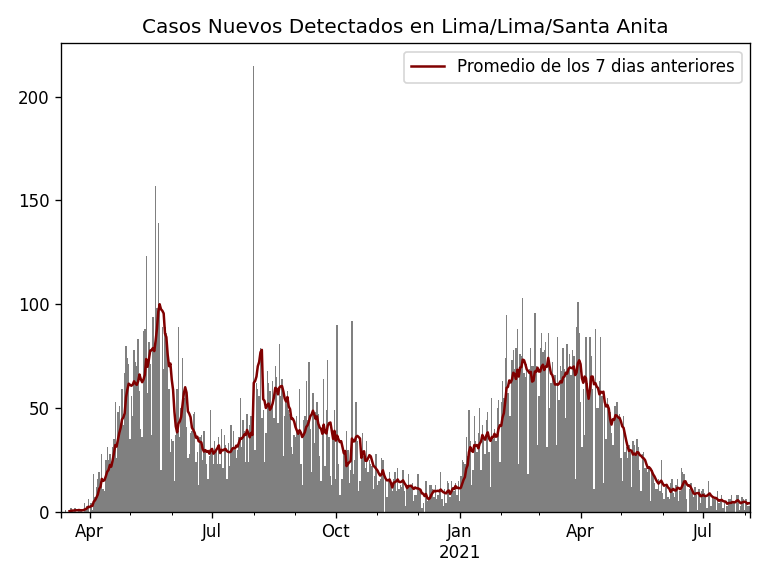 Casos Nuevos Detectados en Lima/Lima/Santa Anita
Promedio de los 7 dias anteriores
200
150
100
50
0
Apr Jul Oct Jan Apr Jul
2021